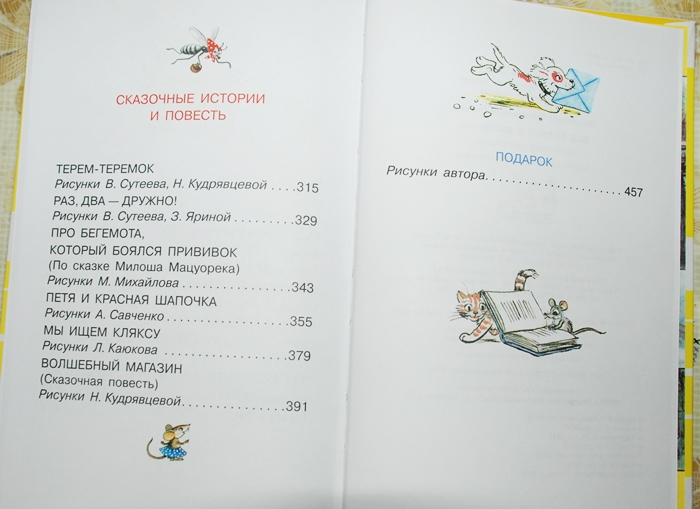 СКАЗОЧНЫЕ ИСТОРИИ
И ПОВЕСТЬ
ТЕРЕМ-ТЕРЕМОК
Рисунки В. Сутеева, Н. Кудрявцевой . . . . 315
РАЗ, ДВА — ДРУЖНО!
Рисунки В. Сутеева, З. Яриной . . . . . . . . . 329
ПРО БЕГЕМОТА,
КОТОРЫЙ БОЯЛСЯ ПРИВИВОК
(По сказке Милоша Мацоурека)
Рисунки М. Михайлова . . . . . . . . . . . . . . . . 343
ПЕТЯ И КРАСНАЯ ШАПОЧКА
Рисунки А. Савченко . . . . . . . . . . . . . . . . . 355
МЫ ИЩЕМ КЛЯКСУ
Рисунки Л. Каюкова . . . . . . . . . . . . . . . . . 379
ВОЛШЕБНЫЙ МАГАЗИН
(Сказочная повесть)
Рисунки Н. Кудрявцевой . . . . . . . . . . . . . . 391
ПОДАРОК
Рисунки автора. . . . . . . . . . . . . . . . . . . . . 457